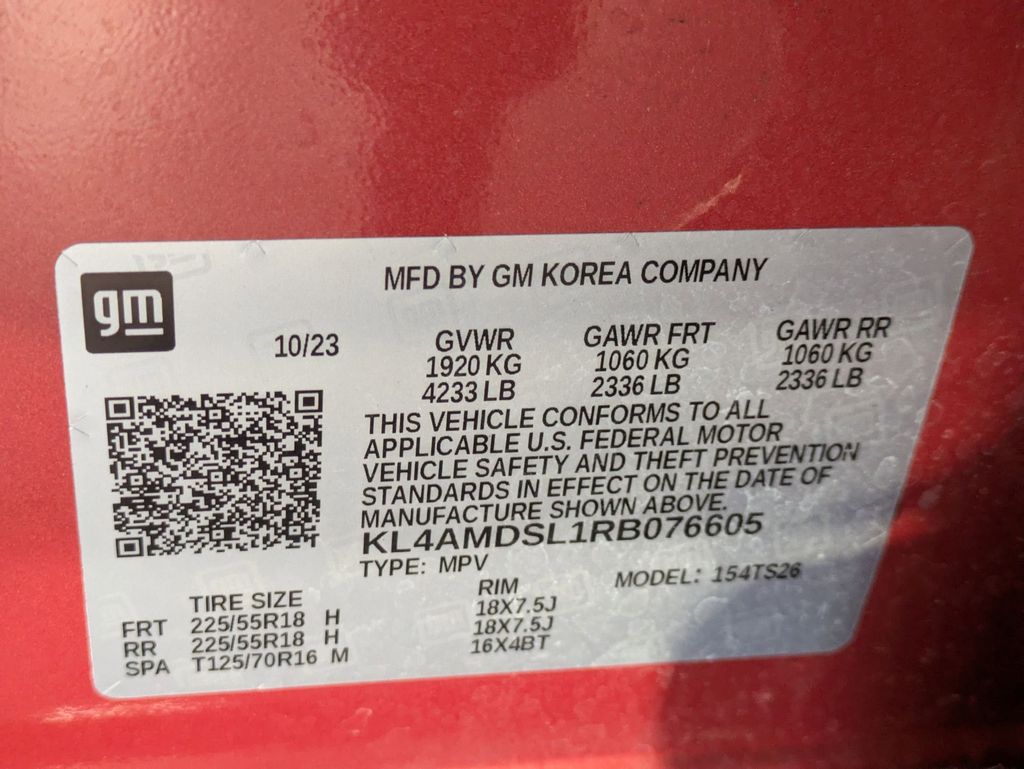 gm
MFD BY GM KOREA COMPANY
10/23 GVWR GAWR FRT GAWR RR
1920 KG 1060 KG 1060 KG
4233 LB 2336 LB 2336 LB
THIS VEHICLE CONFORMS TO ALL
APPLICABLE U.S. FEDERAL MOTOR
VEHICLE SAFETY AND THEFT PREVENTION
STANDARDS IN EFFECT ON THE DATE OF
MANUFACTURE SHOWN ABOVE.
KL4AMDSL1RB076605
TYPE: MPV MODEL: 154TS26
TIRE SIZE RIM
FRT 225/55R18 H 18X7.5J
RR 225/55R18 H 18X7.5J
SPA T125/70R16 M 16X4BT